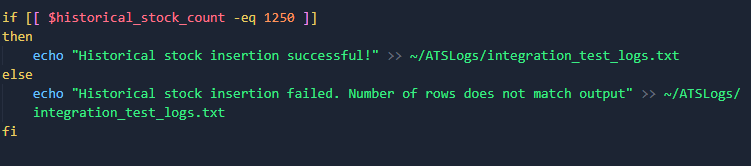 if [[ $historical_stock_count -eq 1250 ]]
then
    echo "Historical stock insertion successful!" >> ~/ATSLogs/integration_test_logs.txt
else
    echo "Historical stock insertion failed. Number of rows does not match output" >> ~/ATSLogs/
    integration_test_logs.txt
fi